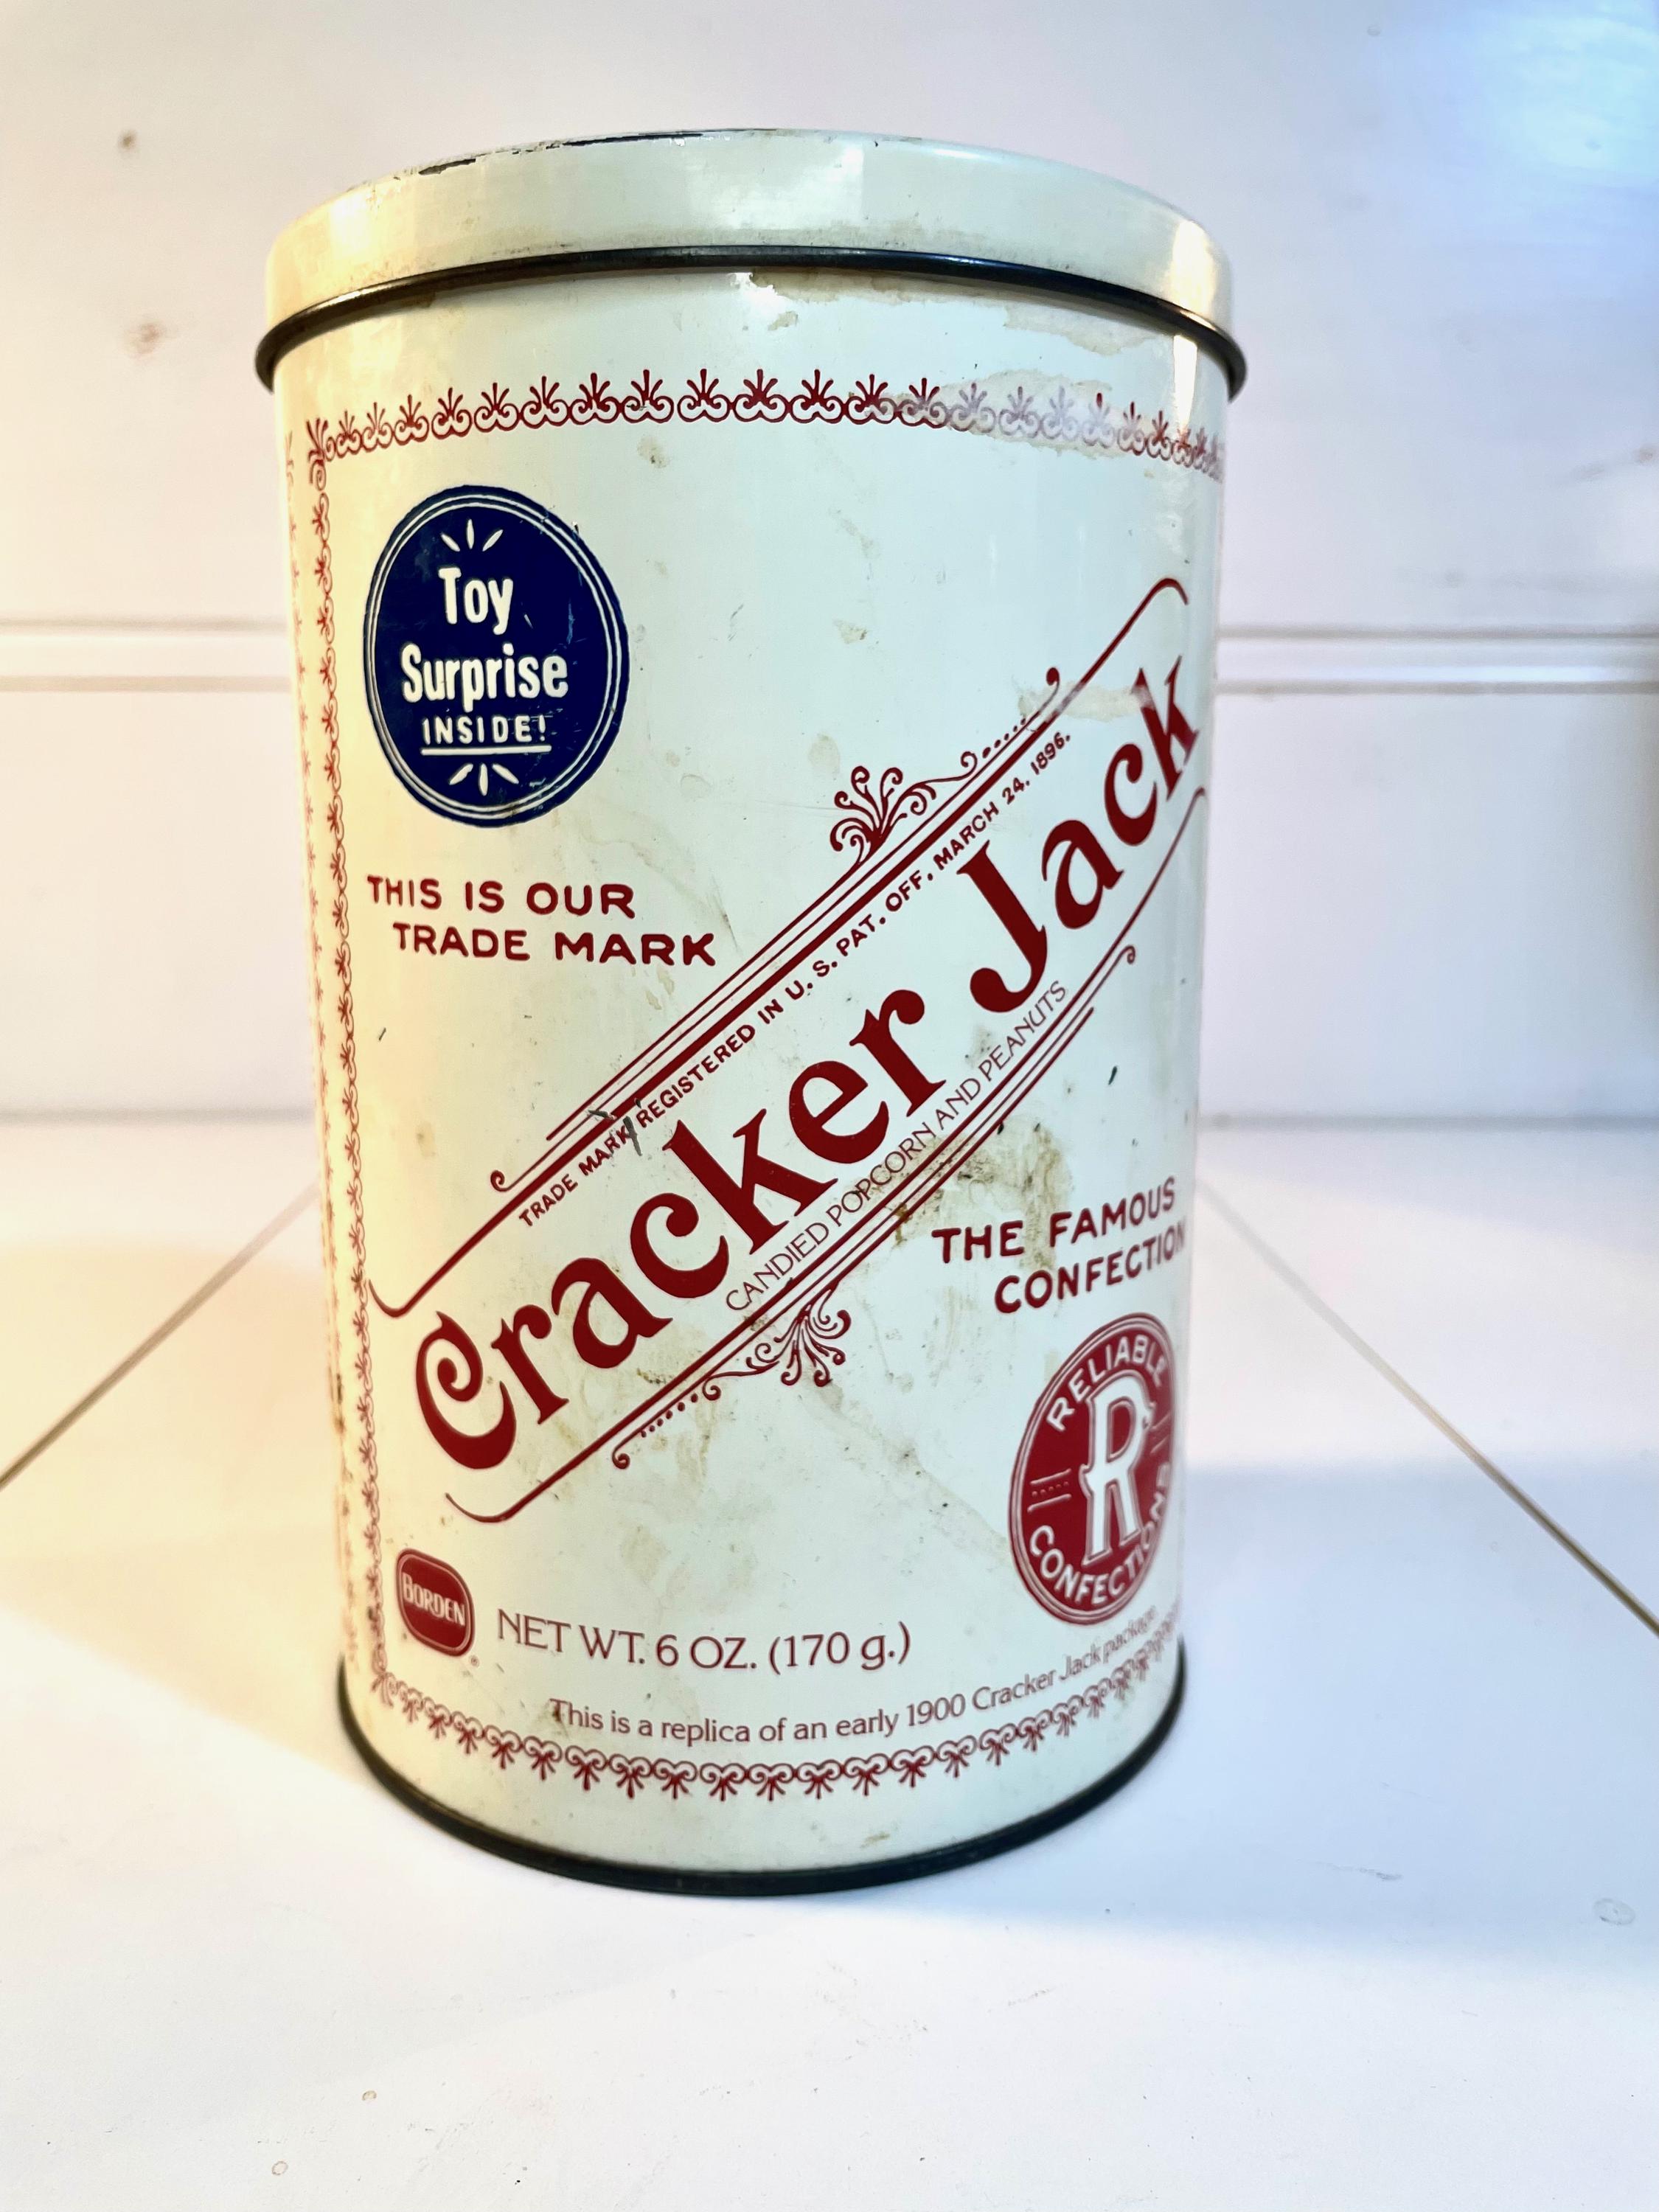 Toy
Surprise
INSIDE!
THIS IS OUR
TRADE MARK
TRADE MARK REGISTERED IN U. S. PAT. OFF. MARCH 24. 1896.
Cracker Jack
CANDIED POPCORN AND PEANUTS
THE FAMOUS
CONFECTION
RELIABLE
R
CONFECTIONS
BORDEN
®
NET WT. 6 OZ. (170 g.)
This is a replica of an early 1900 Cracker Jack package